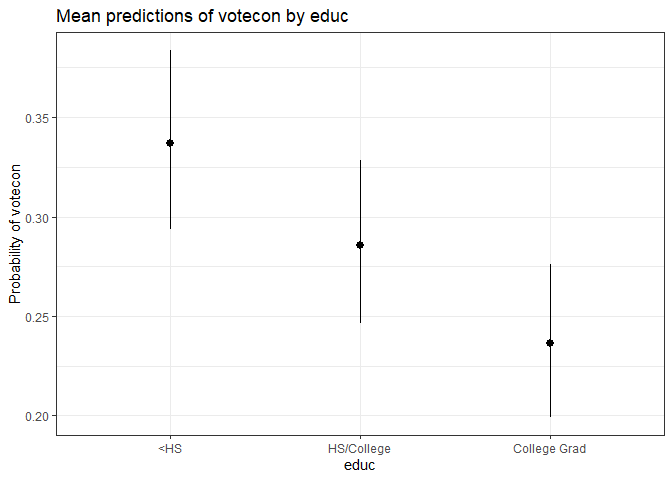 Mean predictions of votecon by educ
Probability of votecon
0.35
0.30
0.25
0.20
<HS
HS/College
College Grad
educ